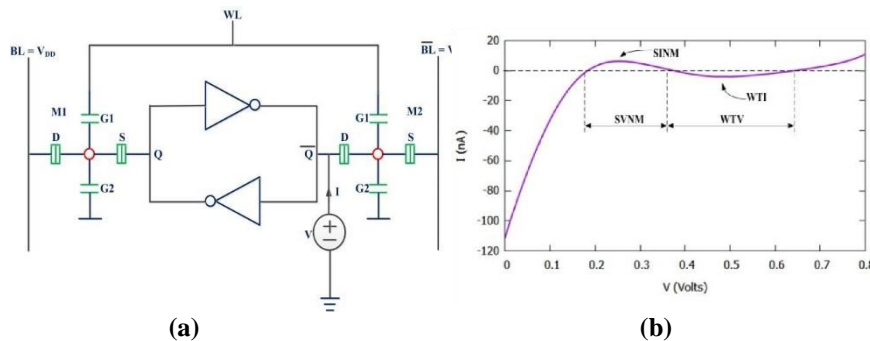 WL
BL = VDD
BL = V
M1
G1
G1
M2
D
S
Q
Q
D
S
G2
G2
I
V
(a)
20
0
-20
-40
-60
-80
-100
-120
I (nA)
SINM
WTI
SVNM
WTV
0
0.1
0.2
0.3
0.4
0.5
0.6
0.7
0.8
V (Volts)
(b)